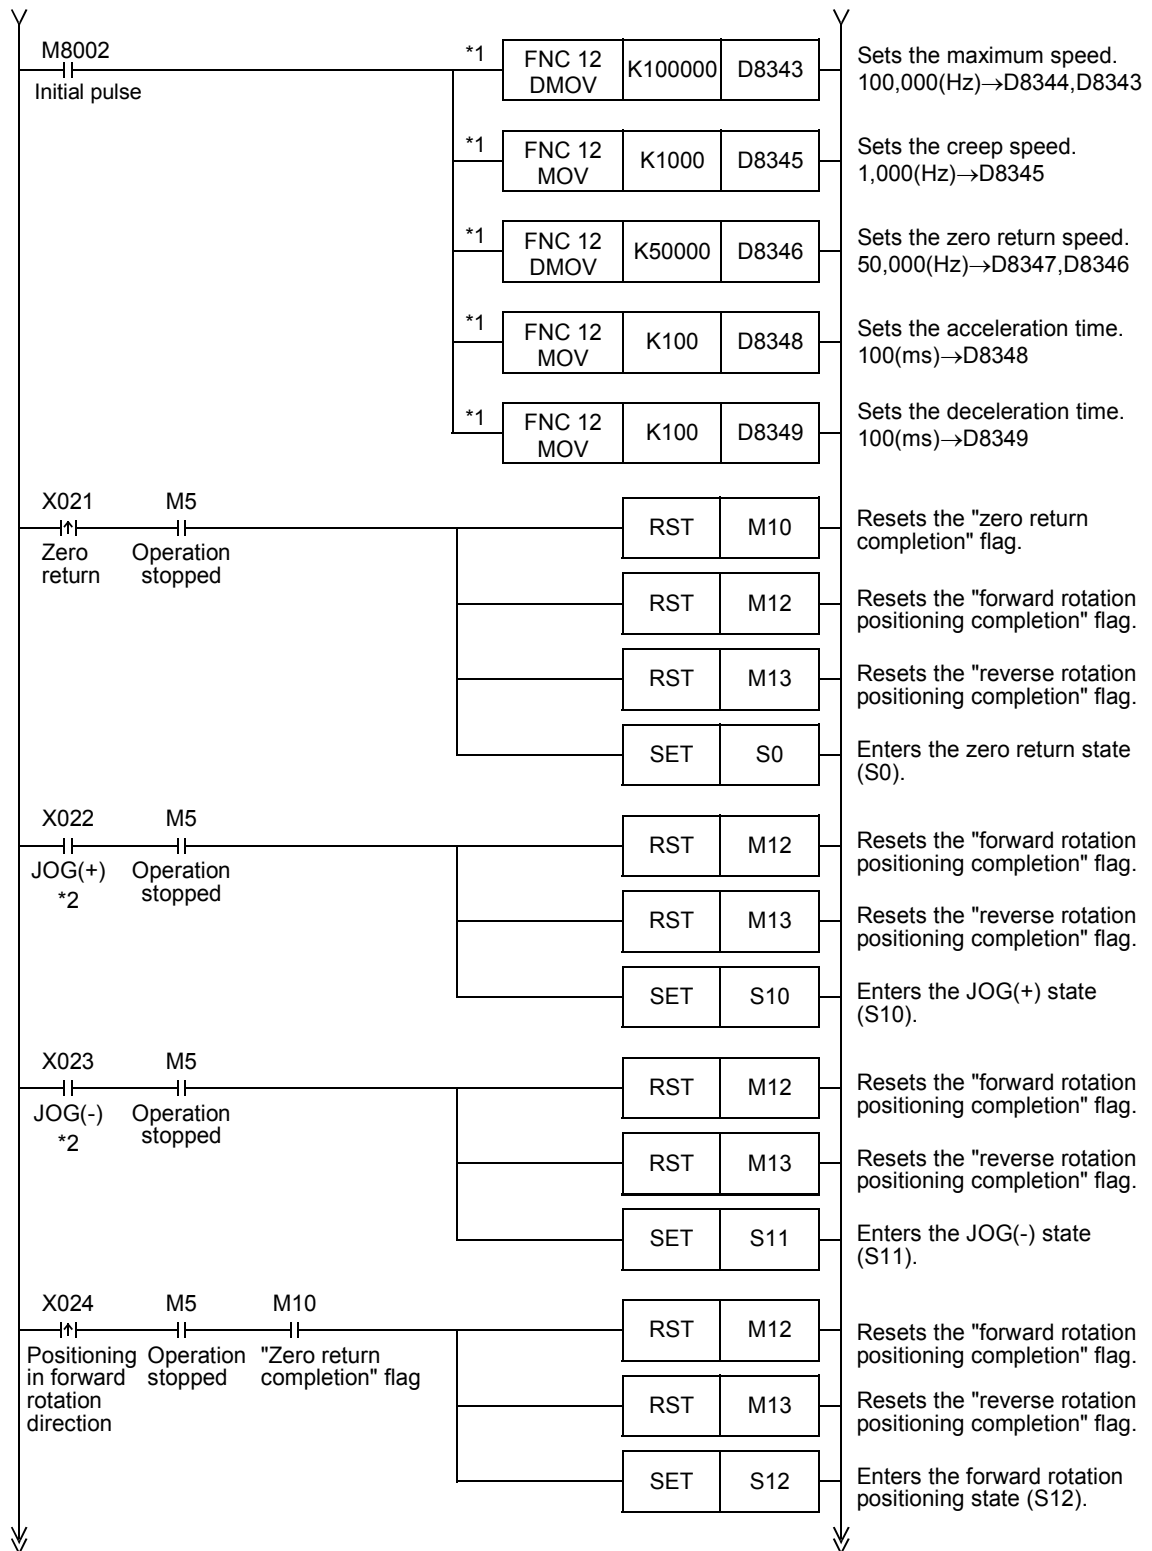 M8002
Initial pulse
*1
FNC 12
DMOV
K100000
D8343
Sets the maximum speed.
100,000(Hz)→D8344,D8343
*1
FNC 12
MOV
K1000
D8345
Sets the creep speed.
1,000(Hz)→D8345
*1
FNC 12
DMOV
K50000
D8346
Sets the zero return speed.
50,000(Hz)→D8347,D8346
*1
FNC 12
MOV
K100
D8348
Sets the acceleration time.
100(ms)→D8348
*1
FNC 12
MOV
K100
D8349
Sets the deceleration time.
100(ms)→D8349
X021
Zero
return
M5
Operation
stopped
RST
M10
Resets the "zero return
completion" flag.
RST
M12
Resets the "forward rotation
positioning completion" flag.
RST
M13
Resets the "reverse rotation
positioning completion" flag.
SET
S0
Enters the zero return state
(S0).
X022
JOG(+)
*2
M5
Operation
stopped
RST
M12
Resets the "forward rotation
positioning completion" flag.
RST
M13
Resets the "reverse rotation
positioning completion" flag.
SET
S10
Enters the JOG(+) state
(S10).
X023
JOG(-)
*2
M5
Operation
stopped
RST
M12
Resets the "forward rotation
positioning completion" flag.
RST
M13
Resets the "reverse rotation
positioning completion" flag.
SET
S11
Enters the JOG(-) state
(S11).
X024
Positioning
in forward
rotation
direction
M5
Operation
stopped
M10
"Zero return
completion" flag
RST
M12
Resets the "forward rotation
positioning completion" flag.
RST
M13
Resets the "reverse rotation
positioning completion" flag.
SET
S12
Enters the forward rotation
positioning state (S12).